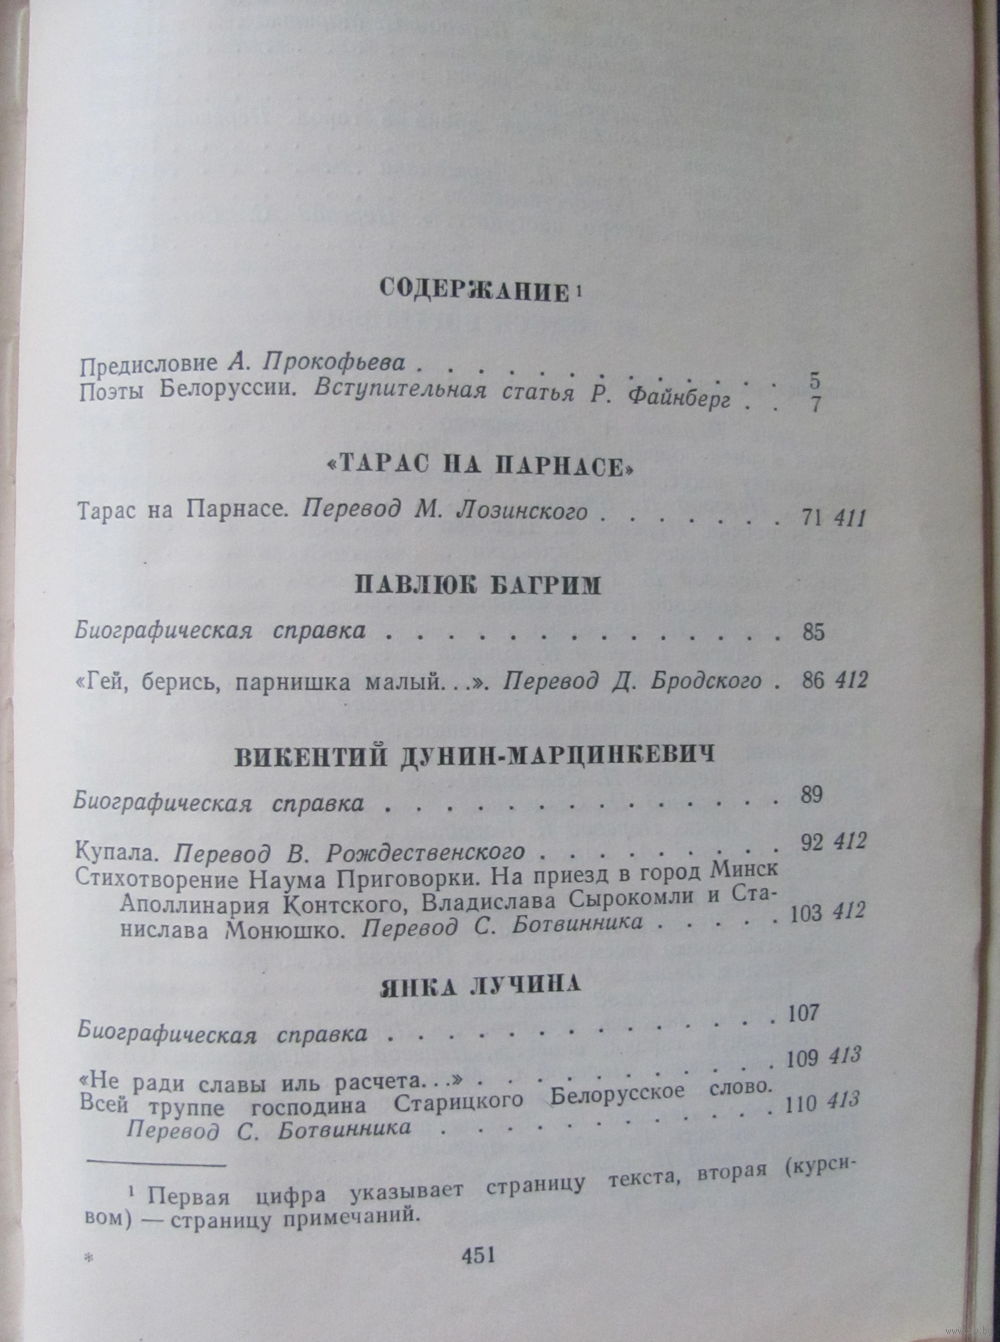 СОДЕРЖАНИЕ ¹
Предисловие А. Прокофьева . . . . . . . . . . . . 5
Поэты Белоруссии. Вступительная статья Р. Файнберг . . 7
«ТАРАС НА ПАРНАСЕ»
Тарас на Парнасе. Перевод М. Лозинского . . . . . . . 71 411
ПАВЛЮК БАГРИМ
Биографическая справка . . . . . . . . . . . . . . 85
«Гей, берись, парнишка малый...». Перевод Д. Бродского . 86 412
ВИКЕНТИЙ ДУНИН-МАРЦИНКЕВИЧ
Биографическая справка . . . . . . . . . . . . . . 89
Купала. Перевод В. Рождественского . . . . . . . . . 92 412
Стихотворение Наума Приговорки. На приезд в город Минск
Аполлинария Контского, Владислава Сырокомли и Ста-
нислава Монюшко. Перевод С. Ботвинника . . . . . 103 412
ЯНКА ЛУЧИНА
Биографическая справка . . . . . . . . . . . . . . 107
«Не ради славы иль расчета...» . . . . . . . . . . . 109 413
Всей труппе господина Старицкого Белорусское слово.
Перевод С. Ботвинника . . . . . . . . . . 110 413
¹ Первая цифра указывает страницу текста, вторая (курси-
вом) — страницу примечаний.
* 451